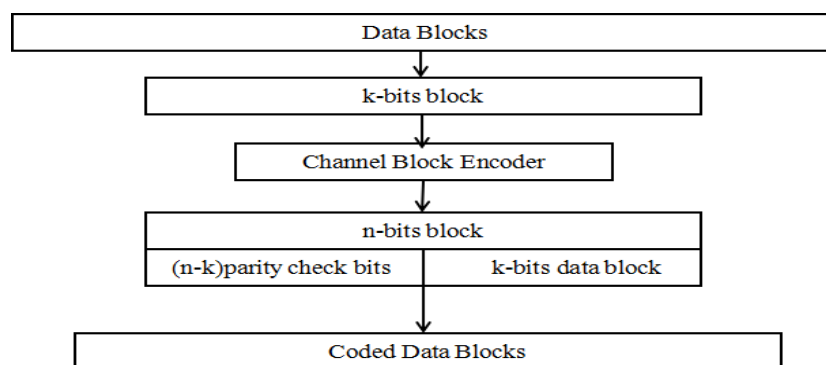 Data Blocks
k-bits block
Channel Block Encoder
n-bits block
(n-k)parity check bits
k-bits data block
Coded Data Blocks